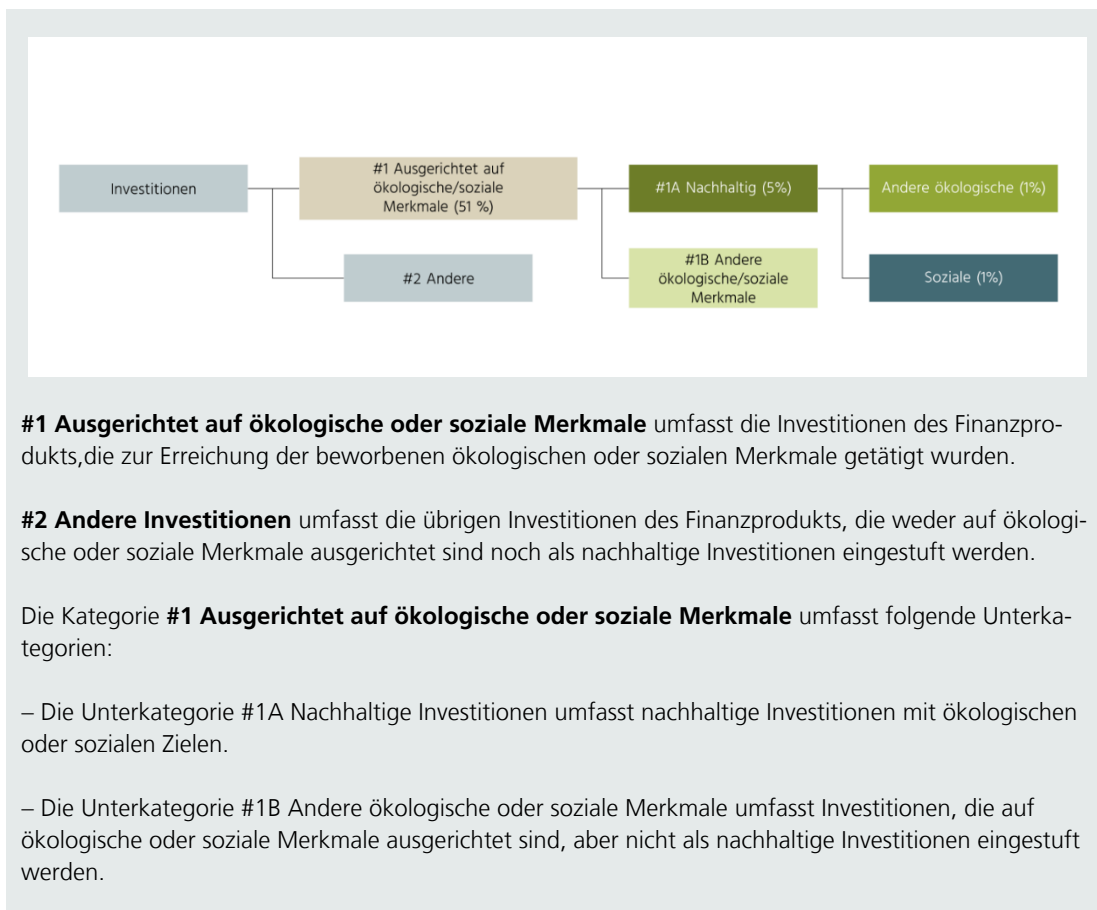 Investitionen
#1 Ausgerichtet auf
ökologische/soziale
Merkmale (51 %)
#1A Nachhaltig (5%)
Andere ökologische (1%)
#2 Andere
#1B Andere
ökologische/soziale
Merkmale
Soziale (1%)
#1 Ausgerichtet auf ökologische oder soziale Merkmale umfasst die Investitionen des Finanzpro-
dukts,die zur Erreichung der beworbenen ökologischen oder sozialen Merkmale getätigt wurden.
#2 Andere Investitionen umfasst die übrigen Investitionen des Finanzprodukts, die weder auf ökologi-
sche oder soziale Merkmale ausgerichtet sind noch als nachhaltige Investitionen eingestuft werden.
Die Kategorie #1 Ausgerichtet auf ökologische oder soziale Merkmale umfasst folgende Unterka-
tegorien:
– Die Unterkategorie #1A Nachhaltige Investitionen umfasst nachhaltige Investitionen mit ökologischen
oder sozialen Zielen.
– Die Unterkategorie #1B Andere ökologische oder soziale Merkmale umfasst Investitionen, die auf
ökologische oder soziale Merkmale ausgerichtet sind, aber nicht als nachhaltige Investitionen eingestuft
werden.